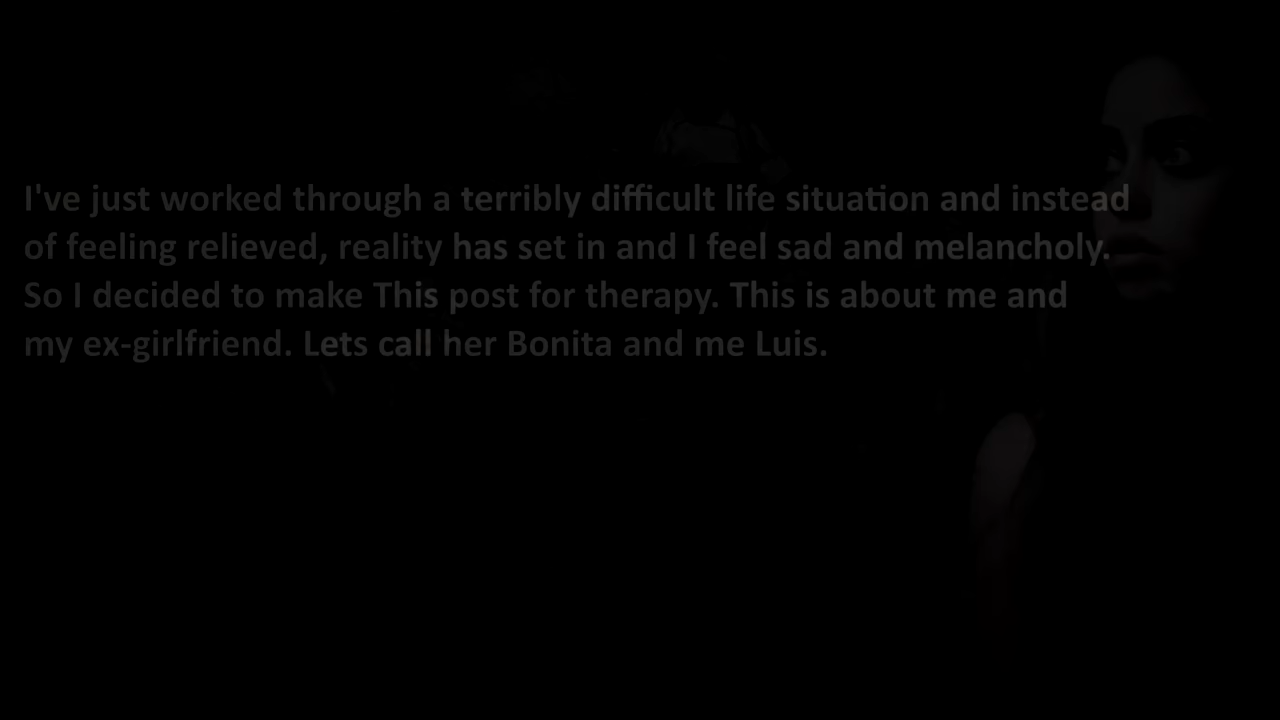 I've just worked through a terribly difficult life situation and instead
of feeling relieved, reality has set in and I feel sad and melancholy.
So I decided to make This post for therapy. This is about me and
my ex-girlfriend. Lets call her Bonita and me Luis.